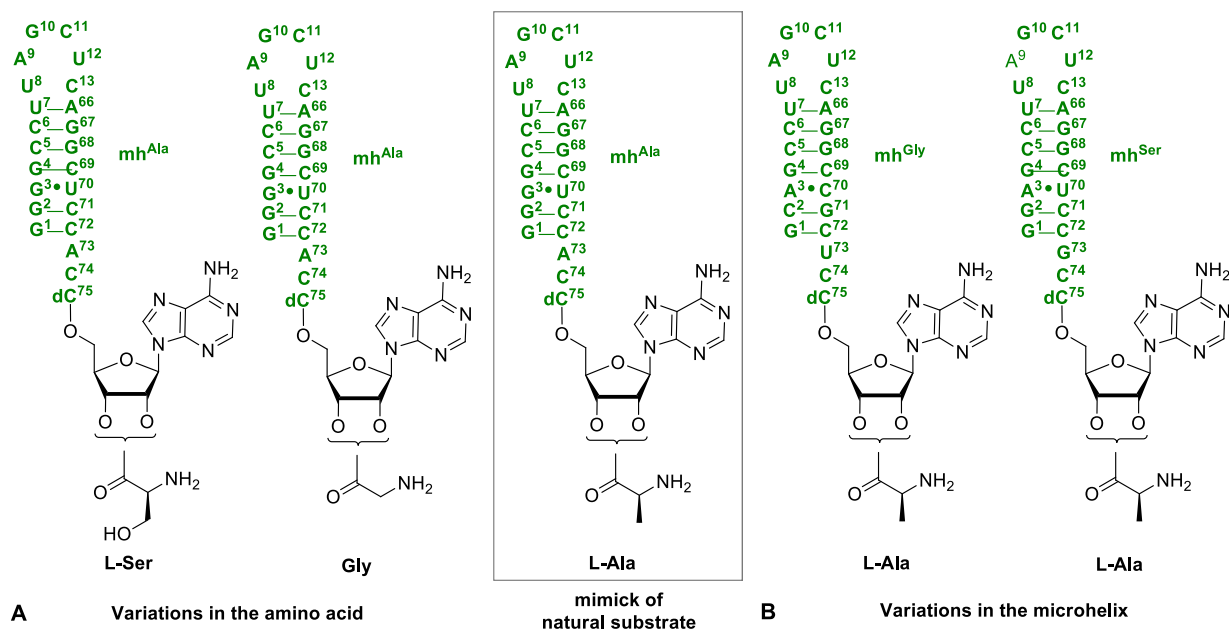 G¹⁰ C¹¹
A⁹ U¹²
U⁸ C¹³
U⁷—A⁶⁶
C⁶—G⁶⁷
C⁵—G⁶⁸
mhᴬˡᵃ
G⁴—C⁶⁹
G³•U⁷⁰
G²—C⁷¹
G¹—C⁷²
A⁷³
C⁷⁴
dC⁷⁵
NH₂
N N
N N
O
O
O O
O NH₂
HO
L-Ser
G¹⁰ C¹¹
A⁹ U¹²
U⁸ C¹³
U⁷—A⁶⁶
C⁶—G⁶⁷
C⁵—G⁶⁸
mhᴬˡᵃ
G⁴—C⁶⁹
G³•U⁷⁰
G²—C⁷¹
G¹—C⁷²
A⁷³
C⁷⁴
dC⁷⁵
NH₂
N N
N N
O
O
O O
O NH₂
Gly
G¹⁰ C¹¹
A⁹ U¹²
U⁸ C¹³
U⁷—A⁶⁶
C⁶—G⁶⁷
C⁵—G⁶⁸
mhᴬˡᵃ
G⁴—C⁶⁹
G³•U⁷⁰
G²—C⁷¹
G¹—C⁷²
A⁷³
C⁷⁴
dC⁷⁵
NH₂
N N
N N
O
O
O O
O NH₂
L-Ala
G¹⁰ C¹¹
A⁹ U¹²
U⁸ C¹³
U⁷—A⁶⁶
C⁶—G⁶⁷
C⁵—G⁶⁸
mhᴳˡʸ
G⁴—C⁶⁹
A³•C⁷⁰
C²—G⁷¹
G¹—C⁷²
U⁷³
C⁷⁴
dC⁷⁵
NH₂
N N
N N
O
O
O O
O NH₂
L-Ala
G¹⁰ C¹¹
A⁹ U¹²
U⁸ C¹³
U⁷—A⁶⁶
C⁶—G⁶⁷
C⁵—G⁶⁸
mhˢᵉʳ
G⁴—C⁶⁹
A³•U⁷⁰
G²—C⁷¹
G¹—C⁷²
G⁷³
C⁷⁴
dC⁷⁵
NH₂
N N
N N
O
O
O O
O NH₂
L-Ala
A Variations in the amino acid
mimick of
natural substrate
B Variations in the microhelix